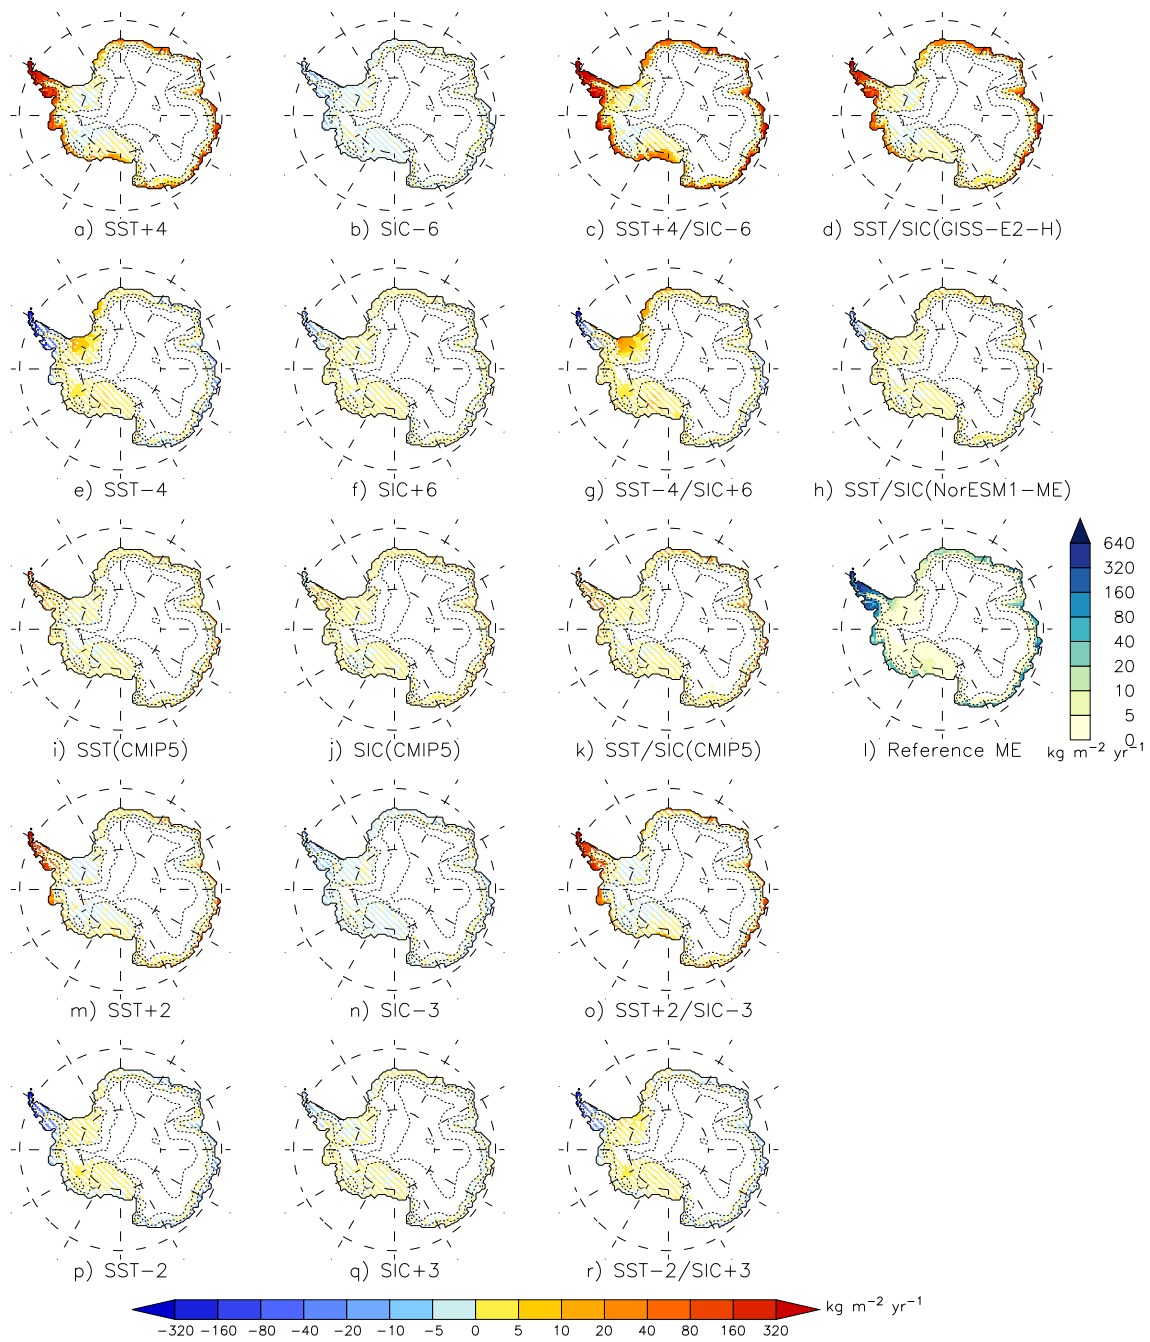 a) SST+4
b) SIC−6
c) SST+4/SIC−6
d) SST/SIC(GISS−E2−H)
e) SST−4
f) SIC+6
g) SST−4/SIC+6
h) SST/SIC(NorESM1−ME)
640
320
160
80
40
20
10
5
0
kg m−2 yr−1
i) SST(CMIP5)
j) SIC(CMIP5)
k) SST/SIC(CMIP5)
l) Reference ME
m) SST+2
n) SIC−3
o) SST+2/SIC−3
p) SST−2
q) SIC+3
r) SST−2/SIC+3
kg m−2 yr−1
−320 −160 −80 −40 −20 −10 −5 0 5 10 20 40 80 160 320